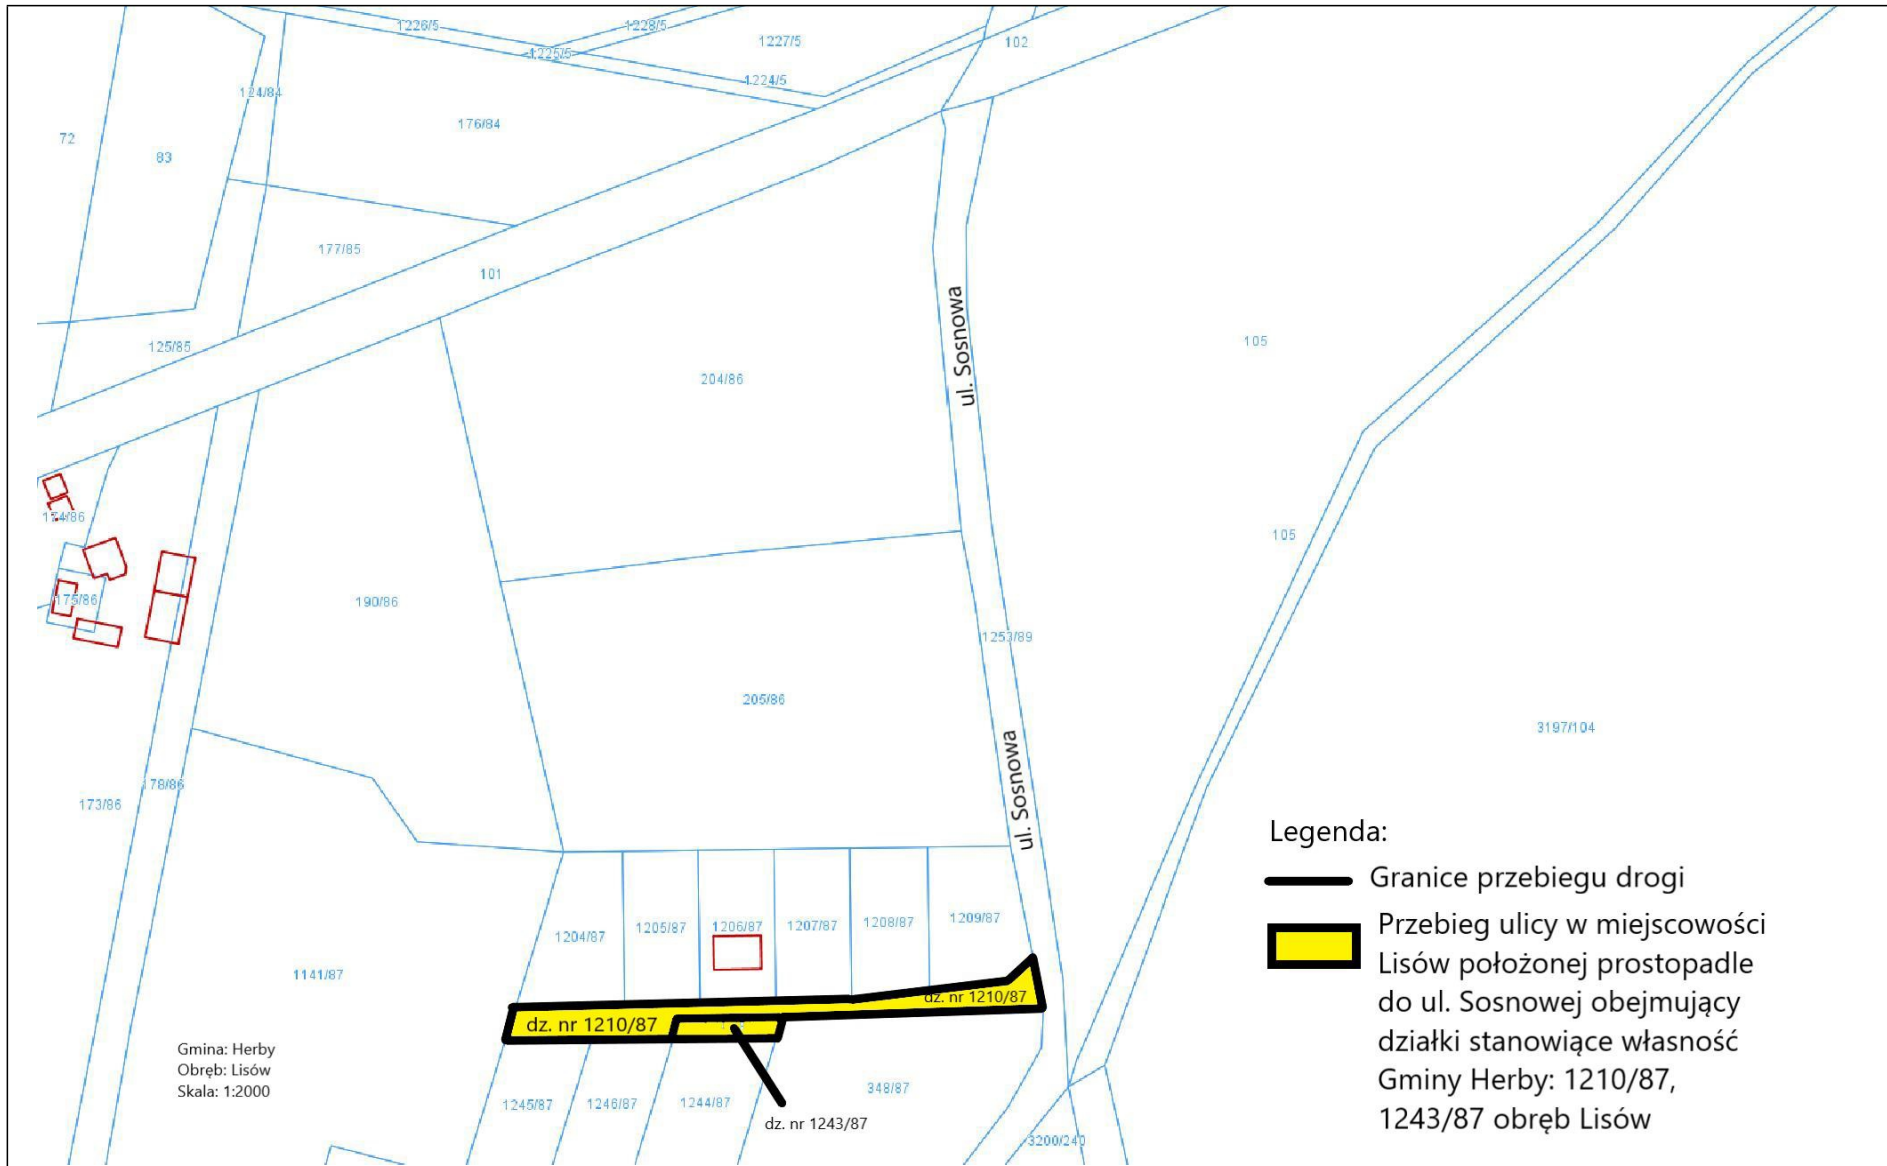 1226/5
1228/5
1225/5
1227/5
102
1224/5
124/84
176/84
72
83
177/85
101
125/85
ul. Sosnowa
105
204/86
174/86
105
175/86
190/86
1253/89
205/86
3197/104
ul. Sosnowa
178/86
173/86
Legenda:
Granice przebiegu drogi
Przebieg ulicy w miejscowości
Lisów położonej prostopadle
do ul. Sosnowej obejmujący
działki stanowiące własność
Gminy Herby: 1210/87,
1243/87 obręb Lisów
1204/87
1205/87
1206/87
1207/87
1208/87
1209/87
1141/87
dz. nr 1210/87
dz. nr 1210/87
Gmina: Herby
Obręb: Lisów
Skala: 1:2000
1245/87
1246/87
1244/87
348/87
dz. nr 1243/87
3200/240